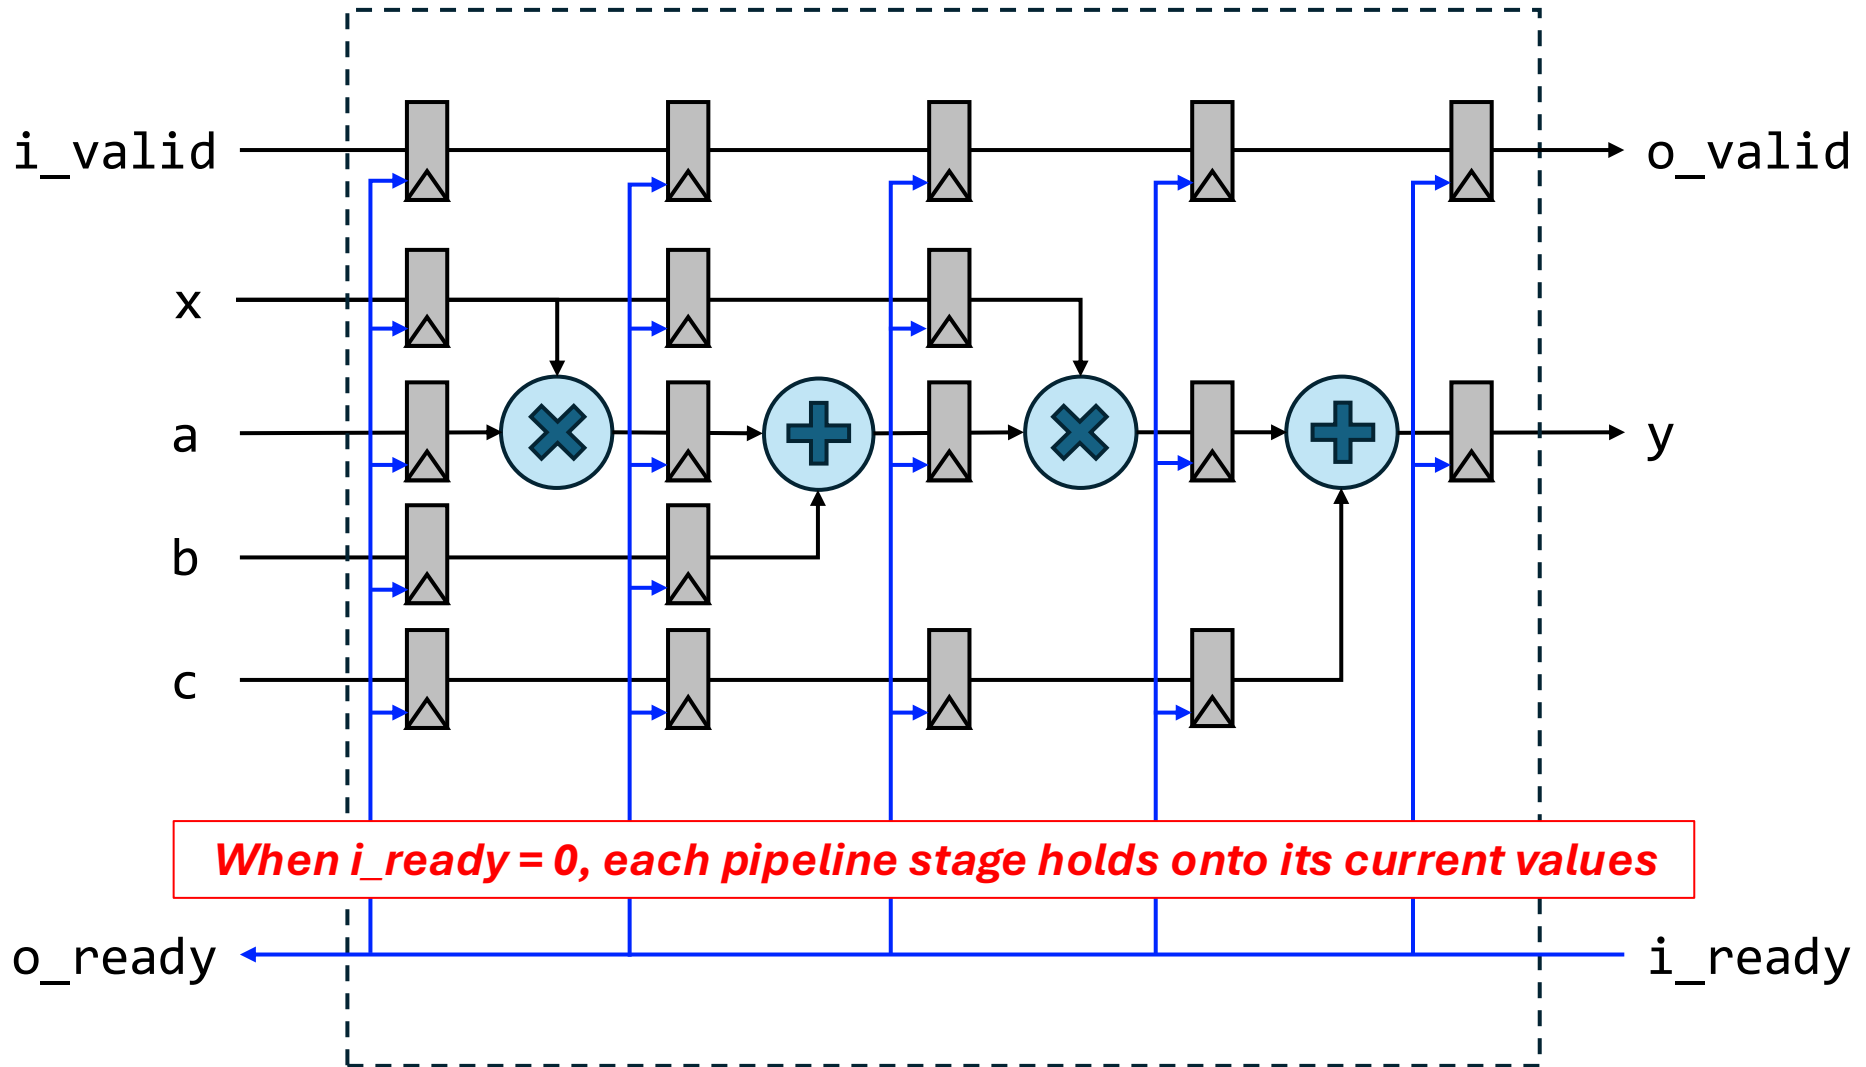 i_valid
o_valid
x
a
y
b
c
When i_ready = 0, each pipeline stage holds onto its current values
o_ready
i_ready